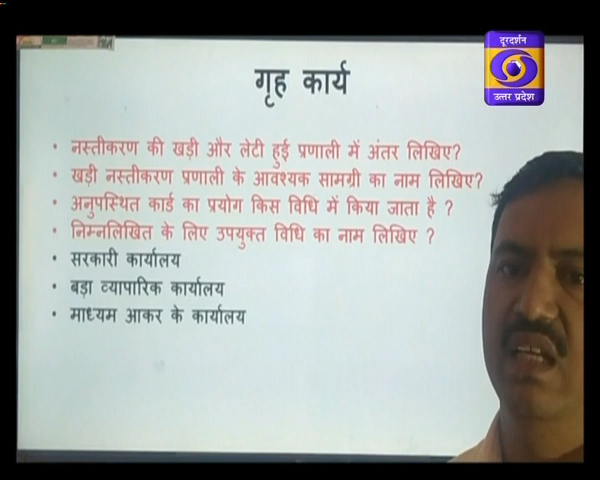 दूरदर्शन
उत्तर प्रदेश
गृह कार्य
• नस्तीकरण की खड़ी और लेटी हुई प्रणाली में अंतर लिखिए?
• खड़ी नस्तीकरण प्रणाली के आवश्यक सामग्री का नाम लिखिए?
• अनुपस्थित कार्ड का प्रयोग किस विधि में किया जाता है ?
• निम्नलिखित के लिए उपयुक्त विधि का नाम लिखिए ?
• सरकारी कार्यालय
• बड़ा व्यापारिक कार्यालय
• माध्यम आकर के कार्यालय